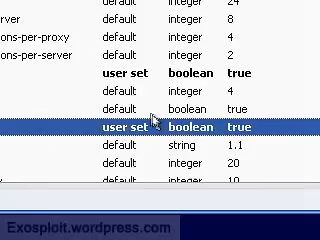 default integer 24
rver default integer 8
ons-per-proxy default integer 4
ons-per-server default integer 2
user set boolean true
default integer 4
default boolean true
user set boolean true
default string 1.1
default integer 20
default integer 10
Exosploit.wordpress.com